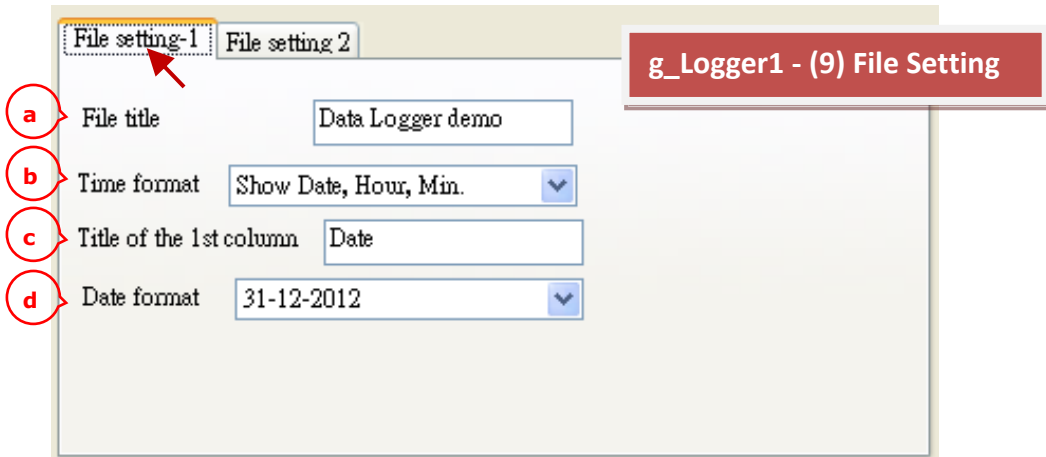 File setting-1 File setting 2
g_Logger1 - (9) File Setting
a File title Data Logger demo
b Time format Show Date, Hour, Min.
c Title of the 1st column Date
d Date format 31-12-2012